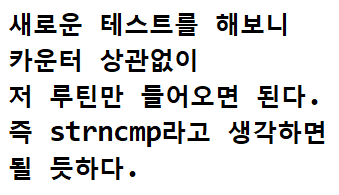 새로운 테스트를 해보니
카운터 상관없이
저 루틴만 들어오면 된다.
즉 strncmp라고 생각하면
될 듯하다.